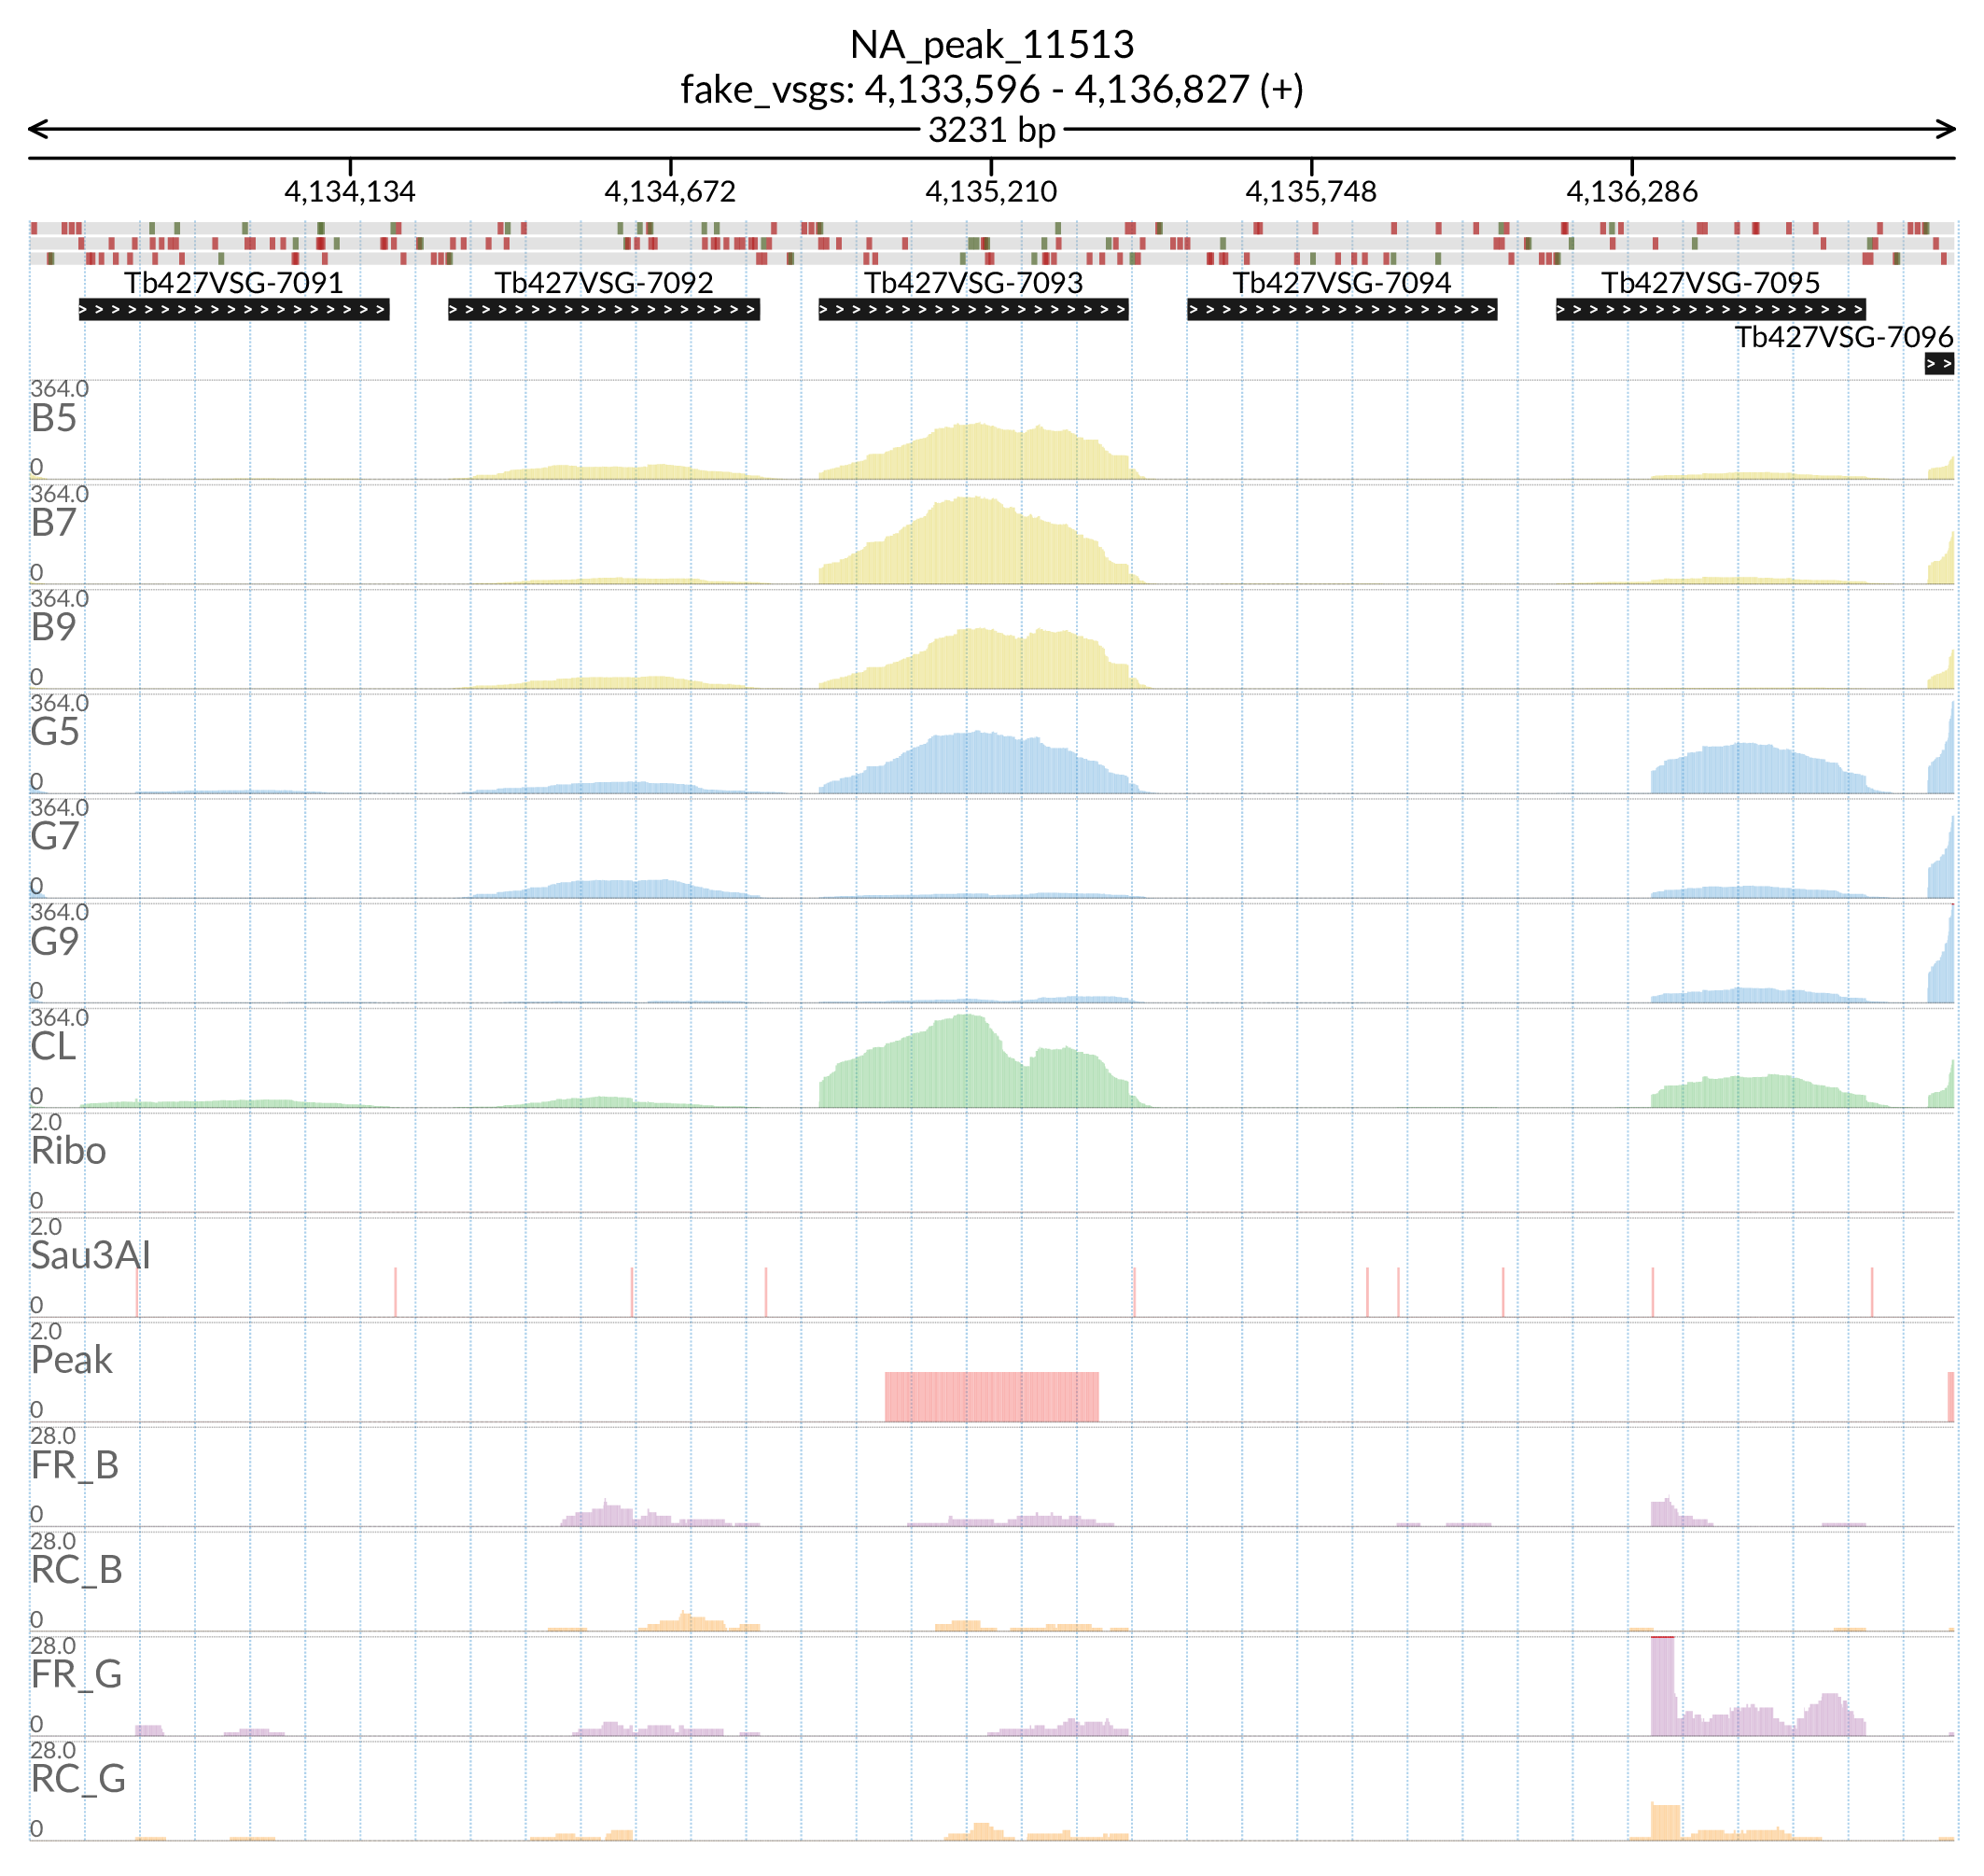 NA_peak_11513
fake_vsgs: 4,133,596 - 4,136,827 (+)
3231 bp
4,134,134 4,134,672 4,135,210 4,135,748 4,136,286
Tb427VSG-7091 Tb427VSG-7092 Tb427VSG-7093 Tb427VSG-7094 Tb427VSG-7095
Tb427VSG-7096
364.0
B5
0
364.0
B7
0
364.0
B9
0
364.0
G5
0
364.0
G7
0
364.0
G9
0
364.0
CL
0
2.0
Ribo
0
2.0
Sau3AI
0
2.0
Peak
0
28.0
FR_B
0
28.0
RC_B
0
28.0
FR_G
0
28.0
RC_G
0